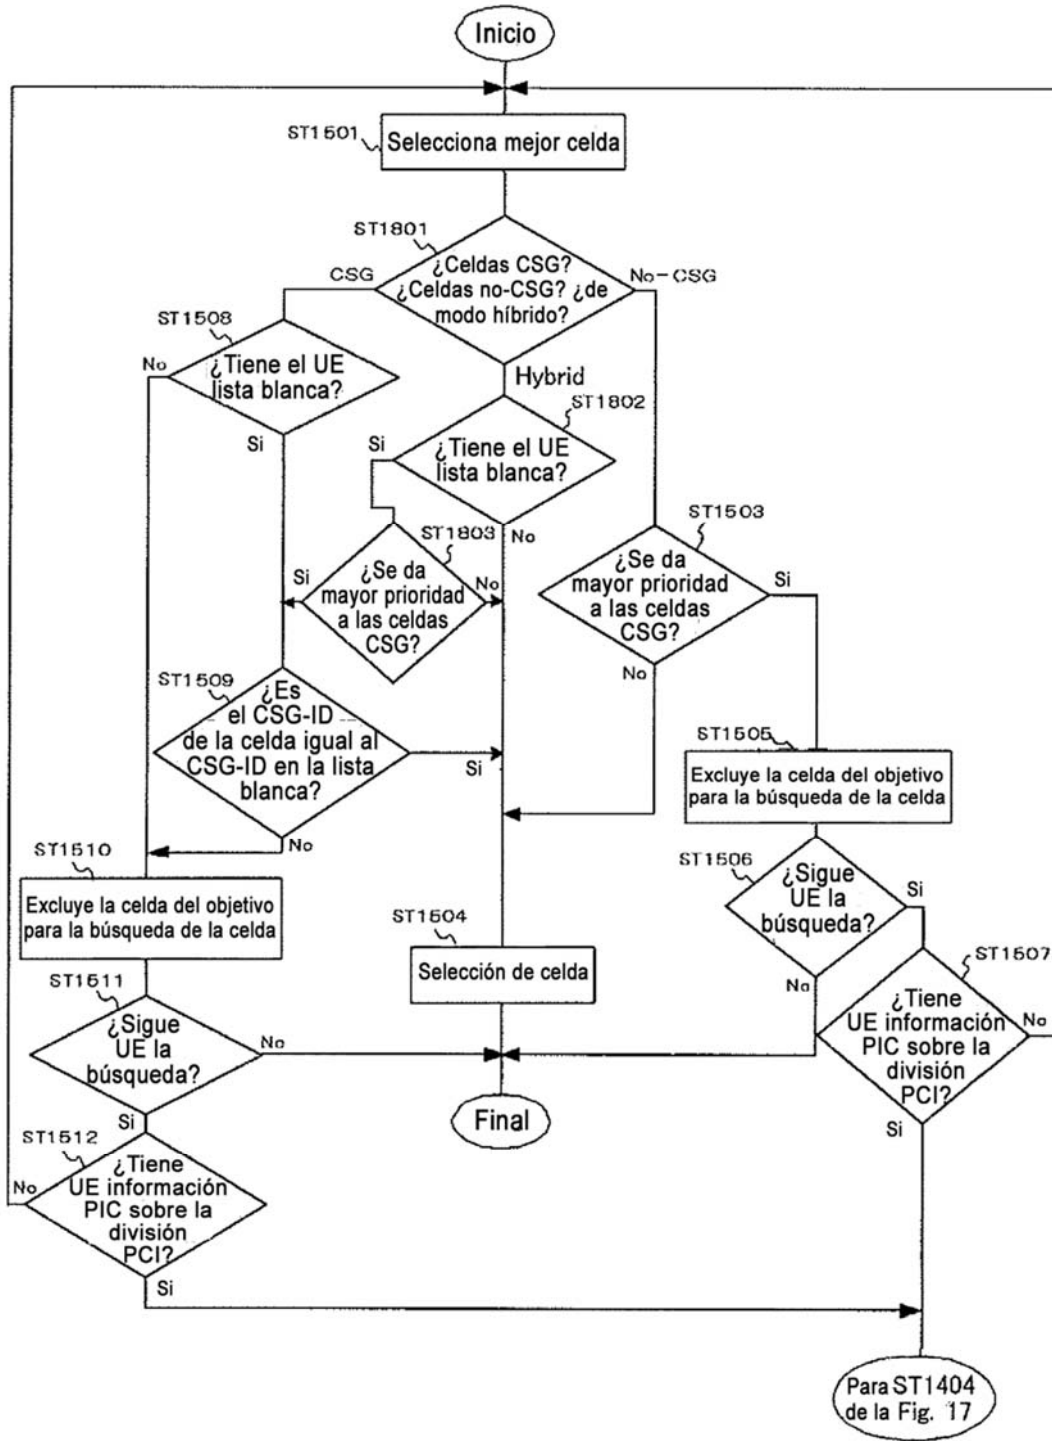 Inicio
ST1501
Selecciona mejor celda
ST1801
¿Celdas CSG?
¿Celdas no-CSG? ¿de
modo híbrido?
CSG
No-CSG
Hybrid
ST1508
¿Tiene el UE
lista blanca?
No
Si
ST1802
¿Tiene el UE
lista blanca?
Si
No
ST1803
¿Se da
mayor prioridad
a las celdas
CSG?
Si
No
ST1503
¿Se da
mayor prioridad
a las celdas
CSG?
Si
No
ST1509
¿Es
el CSG-ID
de la celda igual al
CSG-ID en la lista
blanca?
Si
No
ST1505
Excluye la celda del objetivo
para la búsqueda de la celda
ST1510
Excluye la celda del objetivo
para la búsqueda de la celda
ST1506
¿Sigue
UE la
búsqueda?
Si
No
ST1504
Selección de celda
ST1507
¿Tiene
UE información
PIC sobre la
división
PCI?
No
Si
ST1511
¿Sigue
UE la
búsqueda?
No
Si
Final
ST1512
¿Tiene
UE información
PIC sobre la
división
PCI?
No
Si
Para ST1404
de la Fig. 17